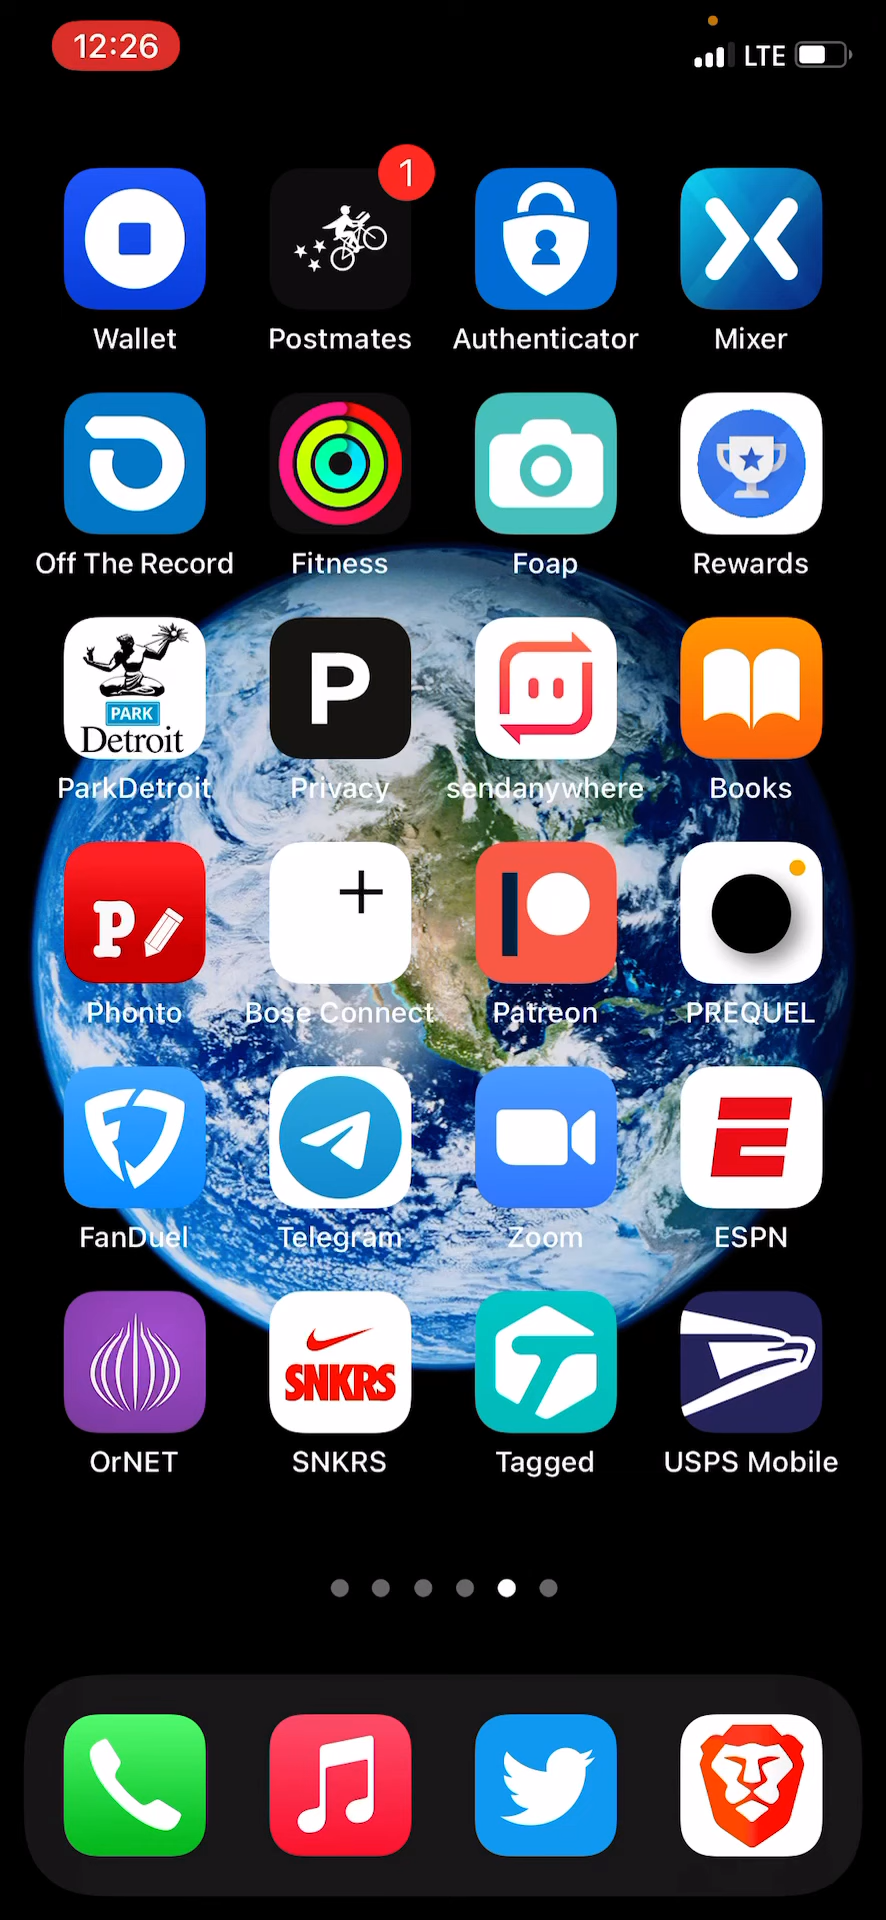 12:26
LTE
1
Wallet
Postmates
Authenticator
Mixer
Off The Record
Fitness
Foap
Rewards
PARK
Detroit
P
ParkDetroit
Privacy
sendanywhere
Books
P
Phonto
Bose Connect
Patreon
PREQUEL
FanDuel
Telegram
Zoom
E
ESPN
SNKRS
OrNET
SNKRS
Tagged
USPS Mobile